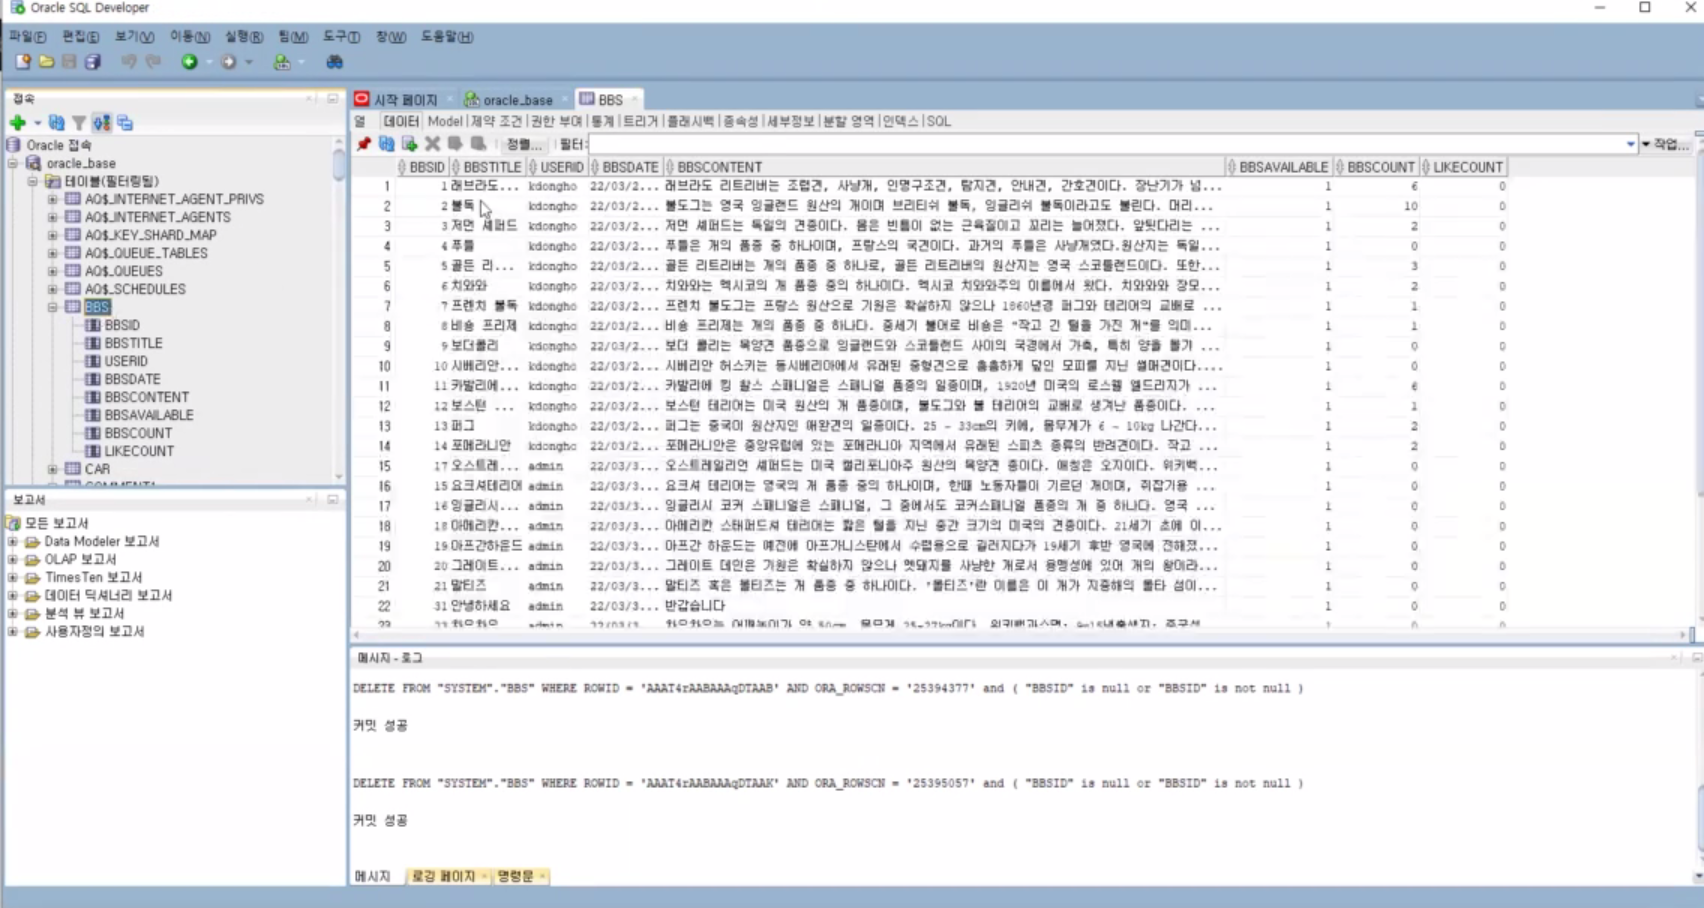 Oracle SQL Developer
파일(F) 편집(E) 보기(V) 이동(N) 실행(R) 팀(M) 도구(T) 창(W) 도움말(H)
접속
Oracle 접속
oracle_base
테이블(필터링됨)
AQ$_INTERNET_AGENT_PRIVS
AQ$_INTERNET_AGENTS
AQ$_KEY_SHARD_MAP
AQ$_QUEUE_TABLES
AQ$_QUEUES
AQ$_SCHEDULES
BBS
BBSID
BBSTITLE
USERID
BBSDATE
BBSCONTENT
BBSAVAILABLE
BBSCOUNT
LIKECOUNT
CAR
보고서
모든 보고서
Data Modeler 보고서
OLAP 보고서
TimesTen 보고서
데이터 딕셔너리 보고서
분석 뷰 보고서
사용자정의 보고서
시작 페이지 oracle_base BBS
열 데이터 Model 제약 조건 권한 부여 통계 트리거 플래시백 종속성 세부정보 분할 영역 인덱스 SQL
정렬... 필터: 작업...
BBSID BBSTITLE USERID BBSDATE BBSCONTENT BBSAVAILABLE BBSCOUNT LIKECOUNT
1 1 래브라도... kdongho 22/03/2... 래브라도 리트리버는 조렵견, 사냥개, 인명구조견, 탐지견, 안내견, 간호견이다. 장난기가 넘... 1 6 0
2 2 불독 kdongho 22/03/2... 불도그는 영국 잉글랜드 원산의 개이며 브리티쉬 불독, 잉글리쉬 불독이라고도 불린다. 머리... 1 10 0
3 3 저먼 셰퍼드 kdongho 22/03/2... 저먼 셰퍼드는 독일의 견종이다. 몸은 빈틈이 없는 근육질이고 꼬리는 늘어졌다. 앞뒷다리는 ... 1 2 0
4 4 푸들 kdongho 22/03/2... 푸들은 개의 품종 중 하나이며, 프랑스의 국견이다. 과거의 푸들은 사냥개였다.원산지는 독일... 1 0 0
5 5 골든 리... kdongho 22/03/2... 골든 리트리버는 개의 품종 중 하나로, 골든 리트리버의 원산지는 영국 스코틀랜드이다. 또한... 1 3 0
6 6 치와와 kdongho 22/03/2... 치와와는 멕시코의 개 품종 중의 하나이다. 멕시코 치와와주의 이름에서 왔다. 치와와와 장모... 1 2 0
7 7 프렌치 불독 kdongho 22/03/2... 프렌치 불도그는 프랑스 원산으로 기원은 확실하지 않으나 1860년경 퍼그와 테리어의 교배로 ... 1 1 0
8 8 비숑 프리제 kdongho 22/03/2... 비숑 프리제는 개의 품종 중 하나다. 중세기 불어로 비숑은 "작고 긴 털을 가진 개"를 의미... 1 1 0
9 9 보더콜리 kdongho 22/03/2... 보더 콜리는 목양견 품종으로 잉글랜드와 스코틀랜드 사이의 국경에서 가축, 특히 양을 몰기 ... 1 0 0
10 10 시베리안... kdongho 22/03/2... 시베리안 허스키는 동시베리아에서 유래된 중형견으로 촘촘하게 덮인 모피를 지닌 썰매견이다.... 1 0 0
11 11 카발리에... kdongho 22/03/2... 카발리에 킹 찰스 스패니얼은 스패니얼 품종의 일종이며, 1920년 미국의 로스웰 엘드리지가 ... 1 6 0
12 12 보스턴 ... kdongho 22/03/2... 보스턴 테리어는 미국 원산의 개 품종이며, 불도그와 불 테리어의 교배로 생겨난 품종이다. ... 1 1 0
13 13 퍼그 kdongho 22/03/2... 퍼그는 중국이 원산지인 애완견의 일종이다. 25 - 33cm의 키에, 몸무게가 6 - 10kg 나간다... 1 2 0
14 14 포메라니안 kdongho 22/03/2... 포메라니안은 중앙유럽에 있는 포메라니아 지역에서 유래된 스피츠 종류의 반려견이다. 작고 ... 1 2 0
15 17 오스트레... admin 22/03/3... 오스트레일리언 셰퍼드는 미국 캘리포니아주 원산의 목양견 종이다. 애칭은 오지이다. 위키백... 1 0 0
16 15 요크셔테리어 admin 22/03/3... 요크셔 테리어는 영국의 개 품종 중의 하나이며, 한때 노동자들이 기르던 개이며, 쥐잡기용 ... 1 0 0
17 16 잉글리시... admin 22/03/3... 잉글리시 코커 스패니얼은 스패니얼, 그 중에서도 코커스패니얼 품종의 개 중 하나다. 영국 ... 1 0 0
18 18 아메리칸... admin 22/03/3... 아메리칸 스태퍼드셔 테리어는 짧은 털을 지닌 중간 크기의 미국의 견종이다. 21세기 초에 이... 1 0 0
19 19 아프간하운드 admin 22/03/3... 아프간 하운드는 예전에 아프가니스탄에서 수렵용으로 길러지다가 19세기 후반 영국에 전해졌... 1 0 0
20 20 그레이트... admin 22/03/3... 그레이트 데인은 기원은 확실하지 않으나 멧돼지를 사냥한 개로서 용맹성에 있어 개의 왕이라... 1 0 0
21 21 말티즈 admin 22/03/3... 말티즈 혹은 몰티즈는 개 품종 중 하나이다. '몰티즈'란 이름은 이 개가 지중해의 몰타 섬이... 1 0 0
22 31 안녕하세요 admin 22/03/3... 반갑습니다 1 0 0
메시지 - 로그
DELETE FROM "SYSTEM"."BBS" WHERE ROWID = 'AAAT4rAABAAAqDTAAB' AND ORA_ROWSCN = '25394377' and ( "BBSID" is null or "BBSID" is not null )
커밋 성공
DELETE FROM "SYSTEM"."BBS" WHERE ROWID = 'AAAT4rAABAAAqDTAAK' AND ORA_ROWSCN = '25395057' and ( "BBSID" is null or "BBSID" is not null )
커밋 성공
메시지 로깅 페이지 명령문